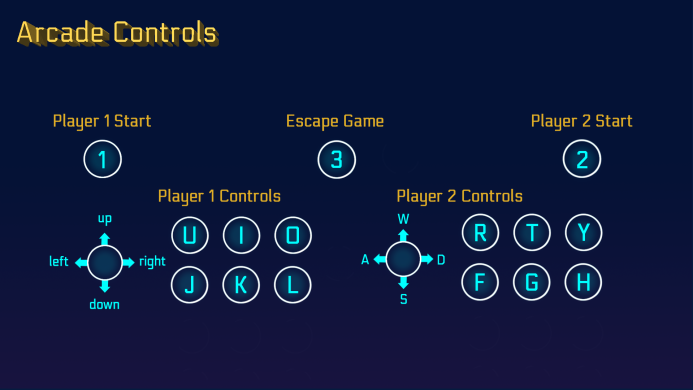 Arcade Controls
Player 1 Start
Escape Game
Player 2 Start
1
3
2
Player 1 Controls
Player 2 Controls
up
left
right
down
U I O
J K L
W
A
D
S
R T Y
F G H